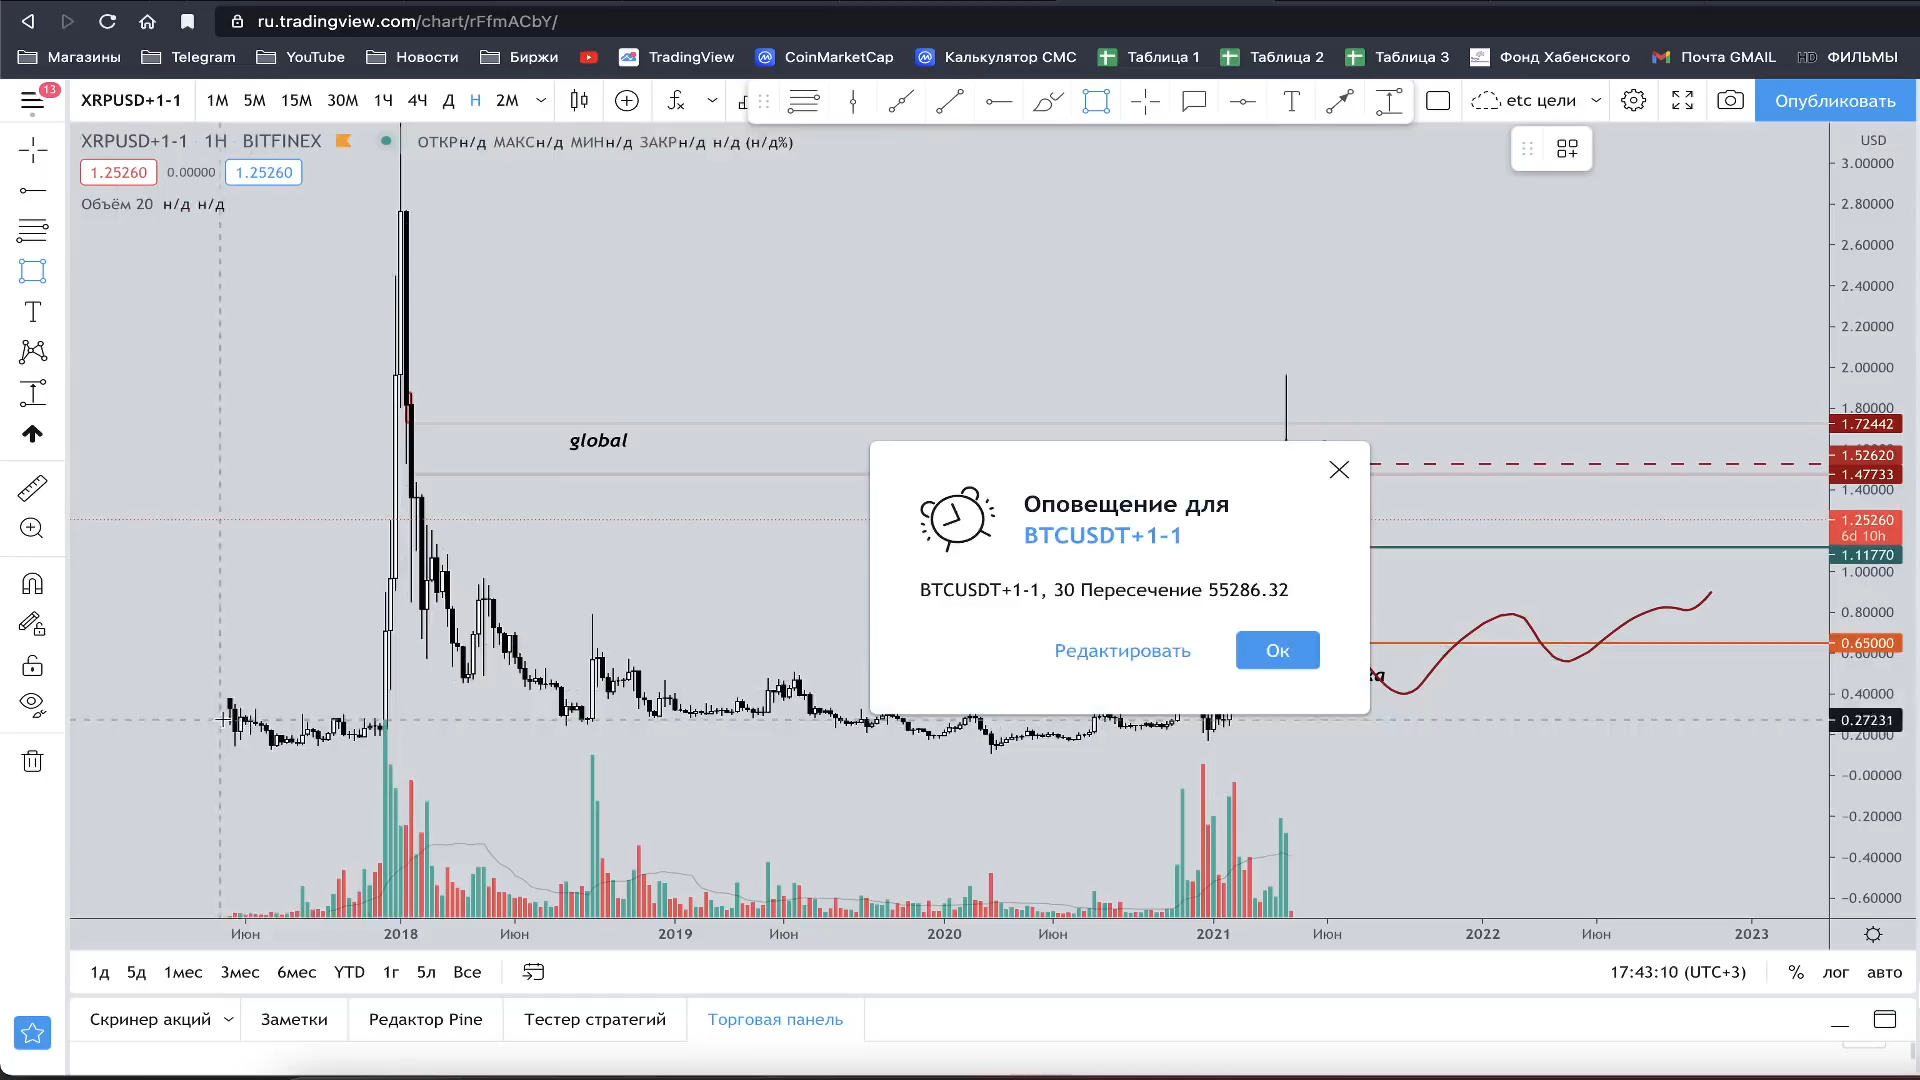 ru.tradingview.com/chart/rFfmACbY/
Магазины Telegram YouTube Новости Биржи TradingView CoinMarketCap Калькулятор СМС Таблица 1 Таблица 2 Таблица 3 Фонд Хабенского Почта GMAIL HD ФИЛЬМЫ
13
XRPUSD+1-1 1М 5М 15М 30М 1Ч 4Ч Д Н 2М etc цели Опубликовать
XRPUSD+1-1 1Н BITFINEX ОТКРн/д МАКСн/д МИНн/д ЗАКРн/д н/д (н/д%)
1.25260 0.00000 1.25260
Объём 20 н/д н/д
USD
3.00000
2.80000
2.60000
2.40000
2.20000
2.00000
1.80000
1.72442
global
1.52620
1.47733
1.40000
1.25260
6d 10h
1.11770
1.00000
0.80000
0.65000
0.60000
0.40000
0.27231
0.20000
−0.00000
−0.20000
−0.40000
−0.60000
Оповещение для
BTCUSDT+1-1
BTCUSDT+1-1, 30 Пересечение 55286.32
Редактировать Ок
Июн 2018 Июн 2019 Июн 2020 Июн 2021 Июн 2022 Июн 2023
1д 5д 1мес 3мес 6мес YTD 1г 5л Все 17:43:10 (UTC+3) % лог авто
Скринер акций Заметки Редактор Pine Тестер стратегий Торговая панель